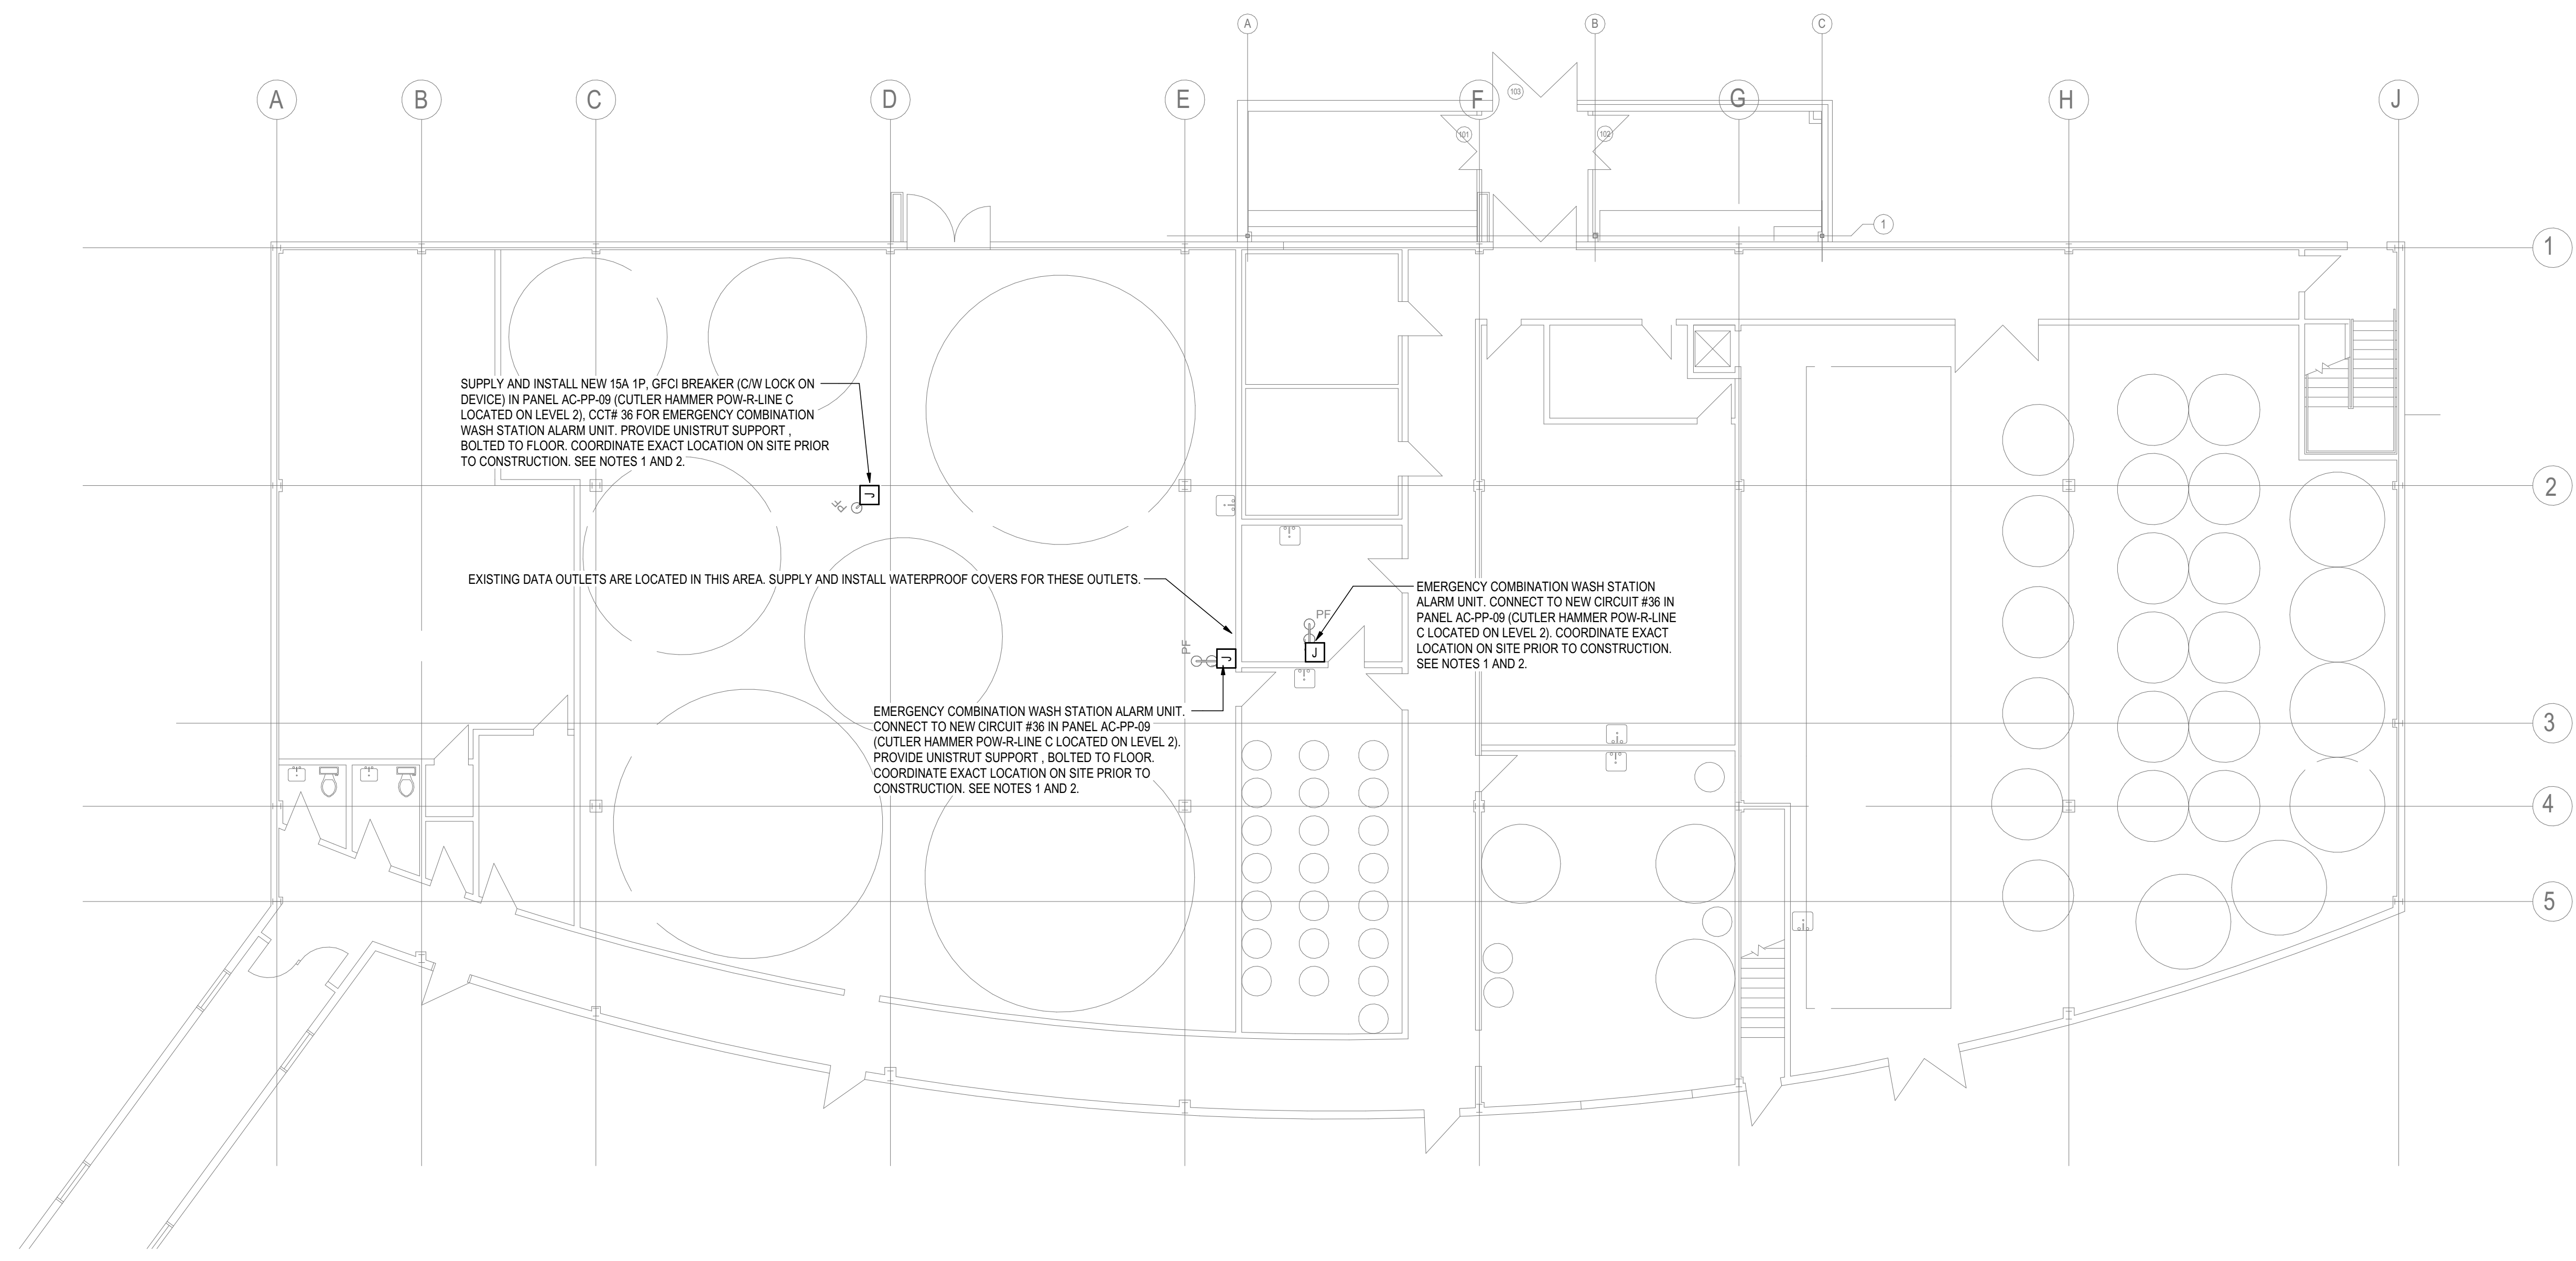 A
B
C
A
B
C
D
E
F
G
H
J
103
101
102
1
1
SUPPLY AND INSTALL NEW 15A 1P, GFCI BREAKER (C/W LOCK ON
DEVICE) IN PANEL AC-PP-09 (CUTLER HAMMER POW-R-LINE C
LOCATED ON LEVEL 2), CCT# 36 FOR EMERGENCY COMBINATION
WASH STATION ALARM UNIT. PROVIDE UNISTRUT SUPPORT ,
BOLTED TO FLOOR. COORDINATE EXACT LOCATION ON SITE PRIOR
TO CONSTRUCTION. SEE NOTES 1 AND 2.
2
J
PF
EXISTING DATA OUTLETS ARE LOCATED IN THIS AREA. SUPPLY AND INSTALL WATERPROOF COVERS FOR THESE OUTLETS.
EMERGENCY COMBINATION WASH STATION
ALARM UNIT. CONNECT TO NEW CIRCUIT #36 IN
PANEL AC-PP-09 (CUTLER HAMMER POW-R-LINE
C LOCATED ON LEVEL 2). COORDINATE EXACT
LOCATION ON SITE PRIOR TO CONSTRUCTION.
SEE NOTES 1 AND 2.
PF
J
PF
J
EMERGENCY COMBINATION WASH STATION ALARM UNIT.
CONNECT TO NEW CIRCUIT #36 IN PANEL AC-PP-09
(CUTLER HAMMER POW-R-LINE C LOCATED ON LEVEL 2).
PROVIDE UNISTRUT SUPPORT , BOLTED TO FLOOR.
COORDINATE EXACT LOCATION ON SITE PRIOR TO
CONSTRUCTION. SEE NOTES 1 AND 2.
3
4
5